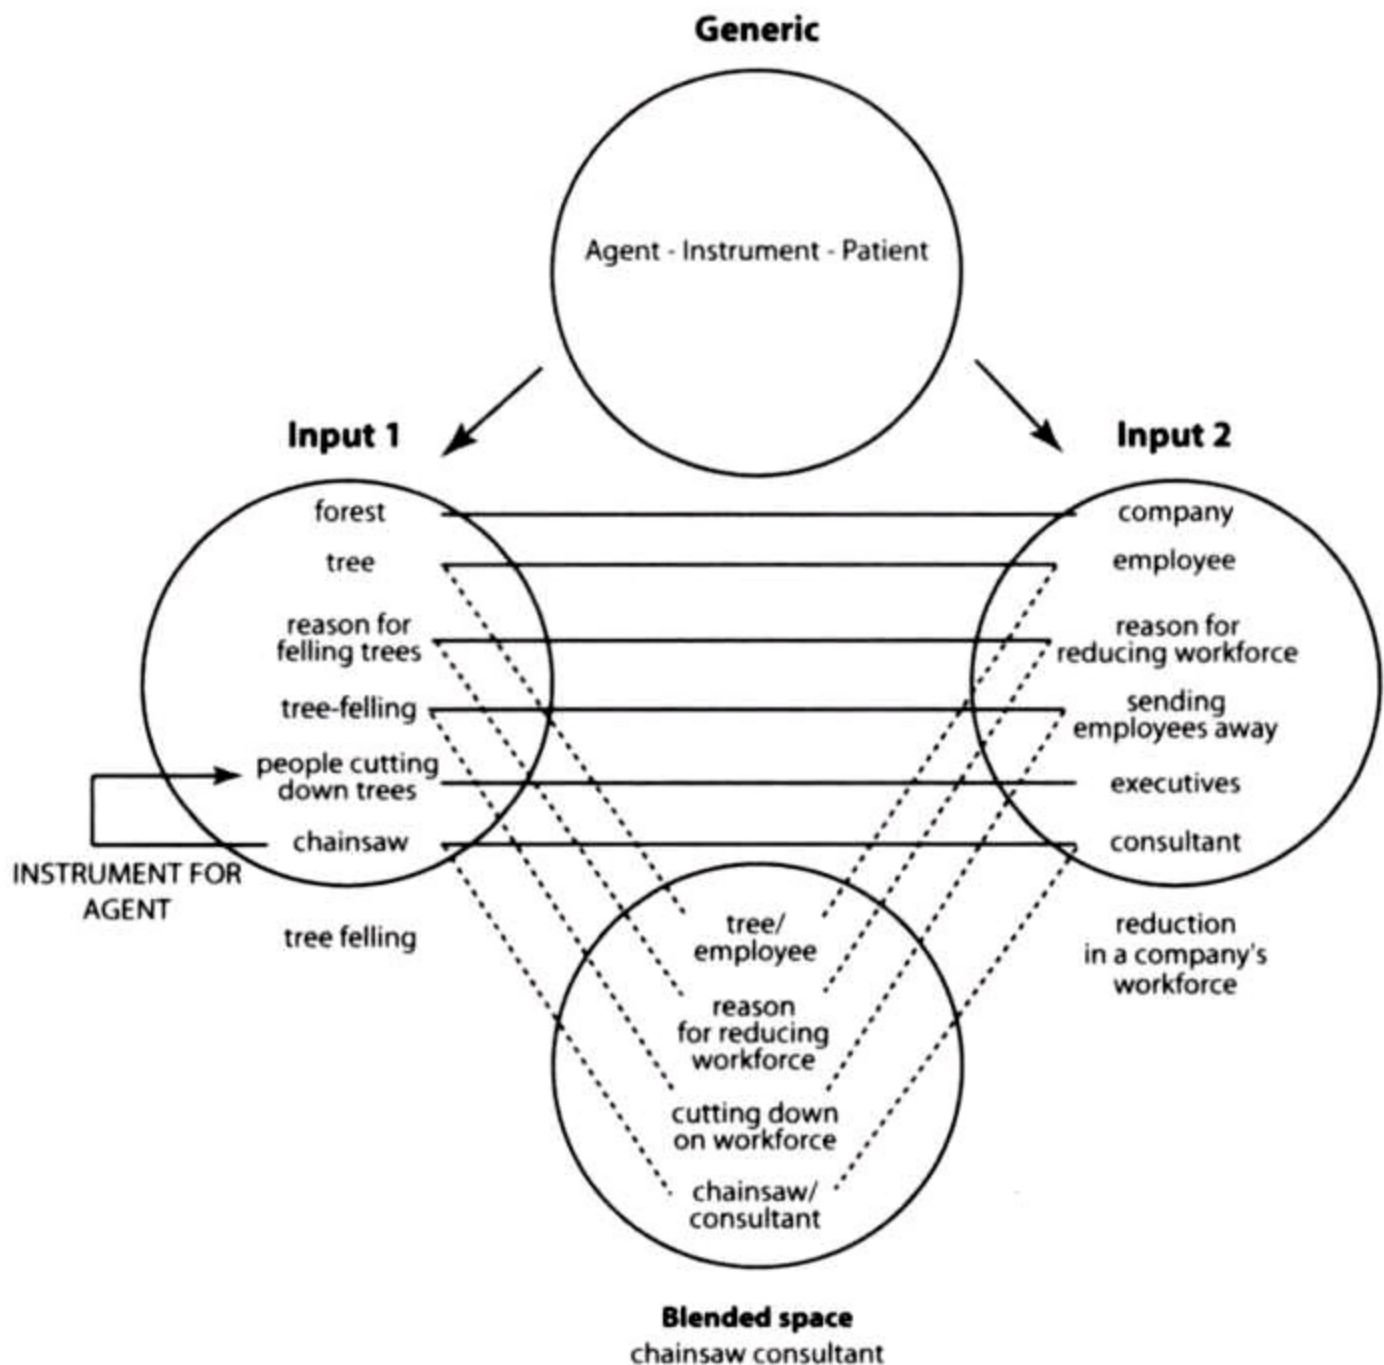 Generic
Agent - Instrument - Patient
Input 1
forest
tree
reason for
felling trees
tree-felling
people cutting
down trees
chainsaw
INSTRUMENT FOR
AGENT
tree felling
Input 2
company
employee
reason for
reducing workforce
sending
employees away
executives
consultant
reduction
in a company's
workforce
tree/
employee
reason
for reducing
workforce
cutting down
on workforce
chainsaw/
consultant
Blended space
chainsaw consultant